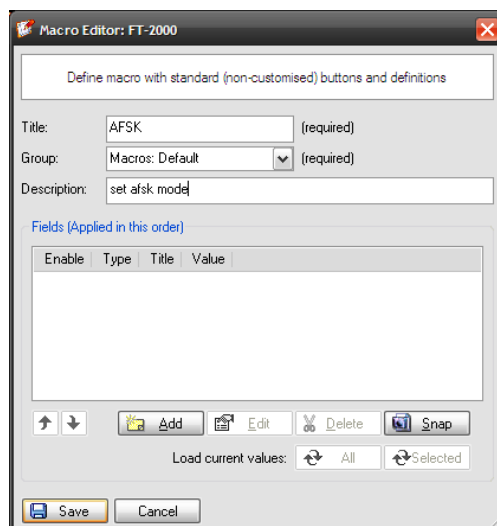 Macro Editor: FT-2000
Define macro with standard (non-customised) buttons and definitions
Title: AFSK (required)
Group: Macros: Default (required)
Description: set afsk mode
Fields (Applied in this order)
Enable Type Title Value
Add Edit Delete Snap
Load current values: All Selected
Save Cancel